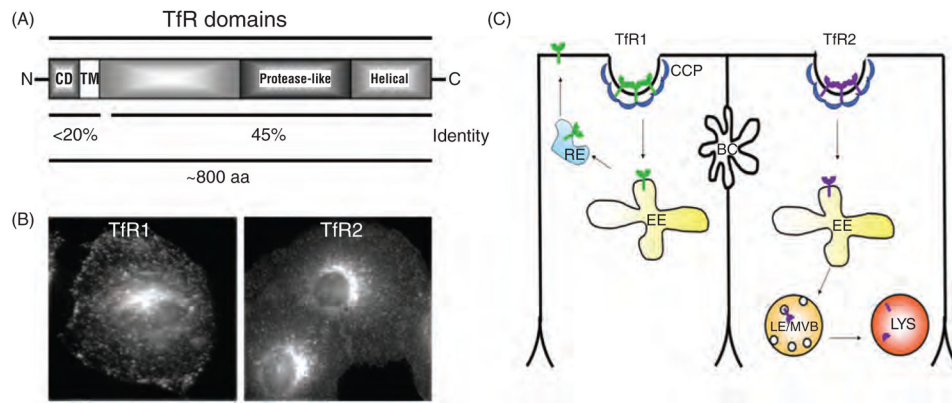 (A)
TfR domains
N
CD
TM
Protease-like
Helical
C
<20%
45%
Identity
~800 aa
(B)
TfR1
TfR2
(C)
TfR1
TfR2
CCP
RE
BC
EE
EE
LE/MVB
LYS